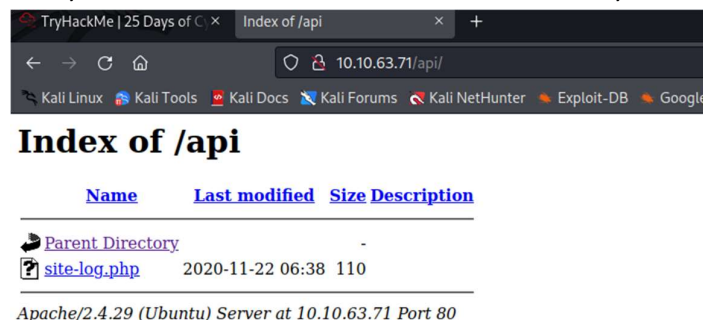 TryHackMe | 25 Days of Cy
Index of /api
10.10.63.71/api/
Kali Linux Kali Tools Kali Docs Kali Forums Kali NetHunter Exploit-DB Google
Index of /api
Name Last modified Size Description
Parent Directory -
site-log.php 2020-11-22 06:38 110
Apache/2.4.29 (Ubuntu) Server at 10.10.63.71 Port 80